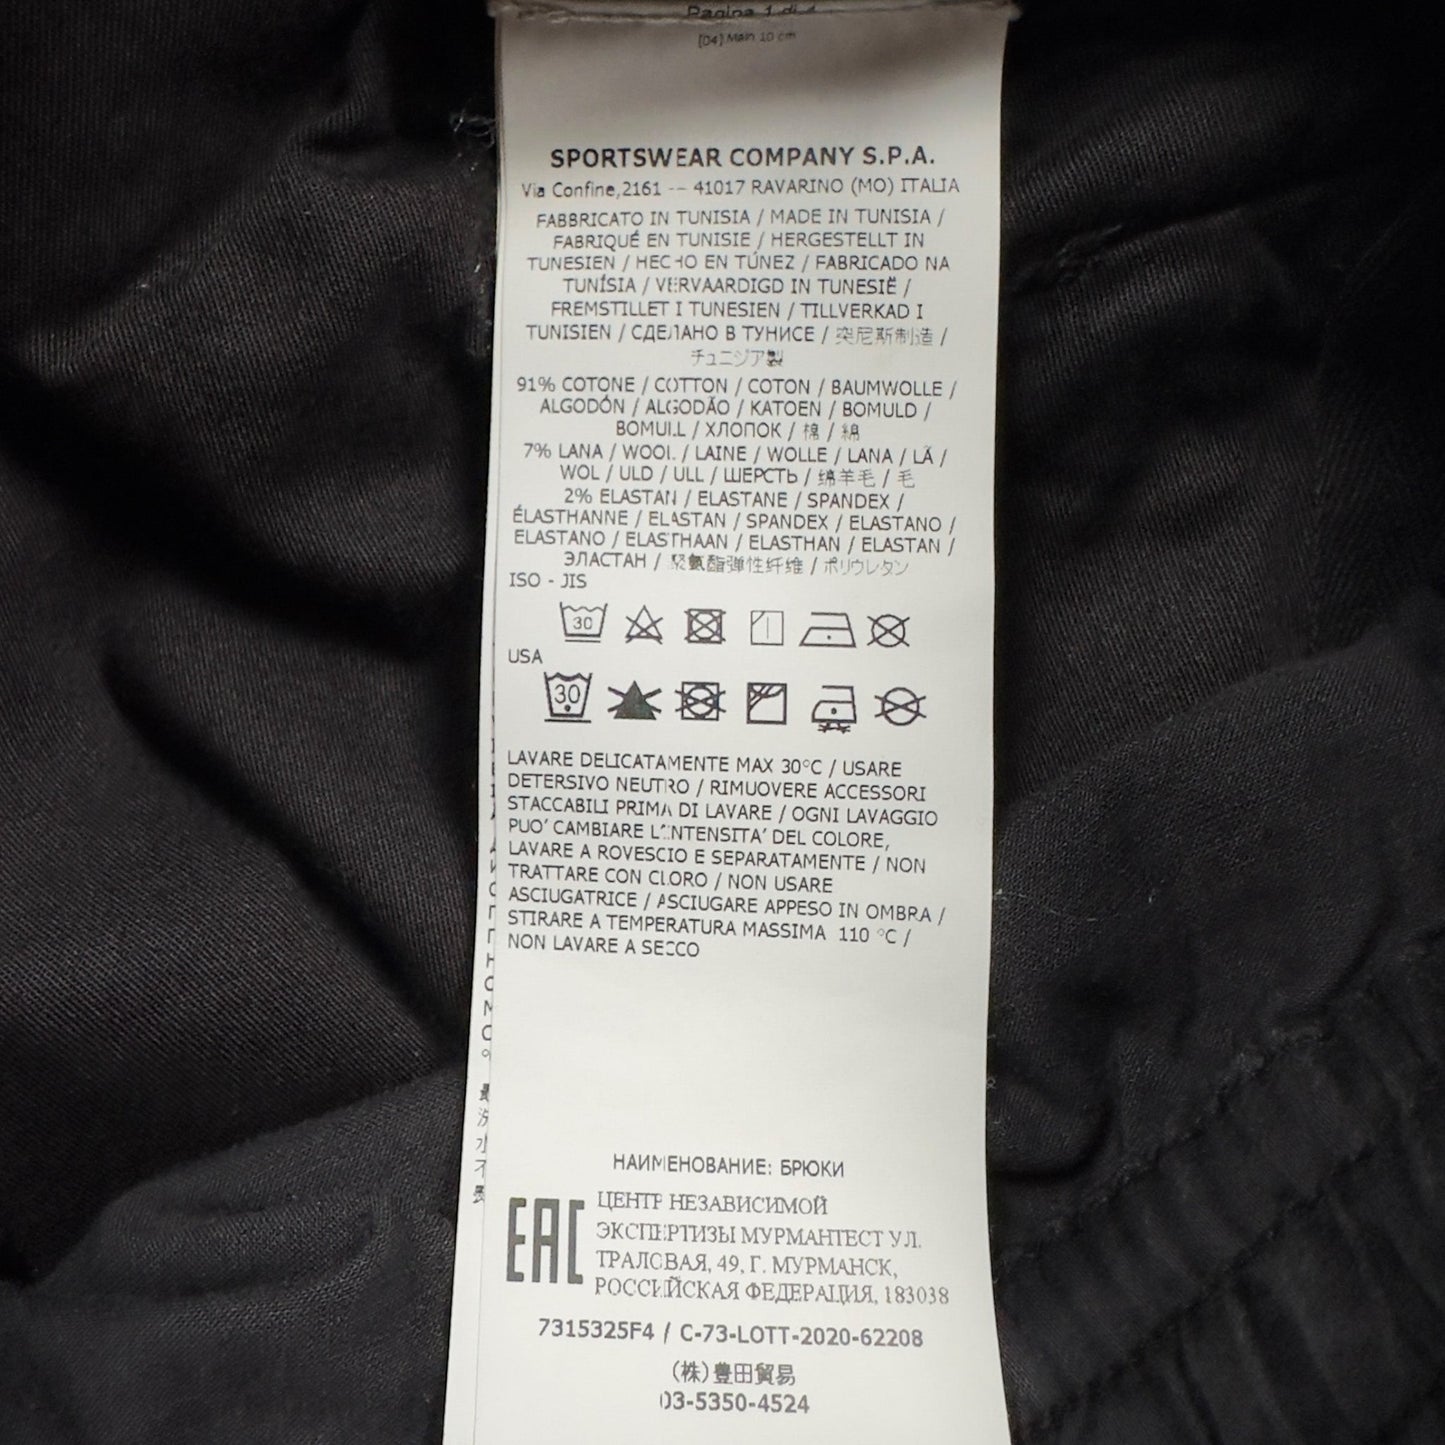 Pagina 1 di 4
[04] Main 10 cm
SPORTSWEAR COMPANY S.P.A.
Via Confine,2161 -- 41017 RAVARINO (MO) ITALIA
FABBRICATO IN TUNISIA / MADE IN TUNISIA /
FABRIQUÉ EN TUNISIE / HERGESTELLT IN
TUNESIEN / HECHO EN TÚNEZ / FABRICADO NA
TUNÍSIA / VERVAARDIGD IN TUNESIË /
FREMSTILLET I TUNESIEN / TILLVERKAD I
TUNISIEN / СДЕЛАНО В ТУНИСЕ / 突尼斯制造 /
チュニジア製
91% COTONE / COTTON / COTON / BAUMWOLLE /
ALGODÓN / ALGODÃO / KATOEN / BOMULD /
BOMULL / ХЛОПОК / 棉 / 綿
7% LANA / WOOL / LAINE / WOLLE / LANA / LÃ /
WOL / ULD / ULL / ШЕРСТЬ / 绵羊毛 / 毛
2% ELASTAN / ELASTANE / SPANDEX /
ÉLASTHANNE / ELASTAN / SPANDEX / ELASTANO /
ELASTANO / ELASTHAAN / ELASTHAN / ELASTAN /
ЭЛАСТАН / 聚氨酯弹性纤维 / ポリウレタン
ISO - JIS
30
USA
30
LAVARE DELICATAMENTE MAX 30°C / USARE
DETERSIVO NEUTRO / RIMUOVERE ACCESSORI
STACCABILI PRIMA DI LAVARE / OGNI LAVAGGIO
PUO' CAMBIARE L'INTENSITA' DEL COLORE,
LAVARE A ROVESCIO E SEPARATAMENTE / NON
TRATTARE CON CLORO / NON USARE
ASCIUGATRICE / ASCIUGARE APPESO IN OMBRA /
STIRARE A TEMPERATURA MASSIMA 110 °C /
NON LAVARE A SECCO
НАИМЕНОВАНИЕ: БРЮКИ
EAC
ЦЕНТР НЕЗАВИСИМОЙ
ЭКСПЕРТИЗЫ МУРМАНТЕСТ УЛ.
ТРАЛОВАЯ, 49, Г. МУРМАНСК,
РОССИЙСКАЯ ФЕДЕРАЦИЯ, 183038
7315325F4 / C-73-LOTT-2020-62208
(株)豊田貿易
03-5350-4524